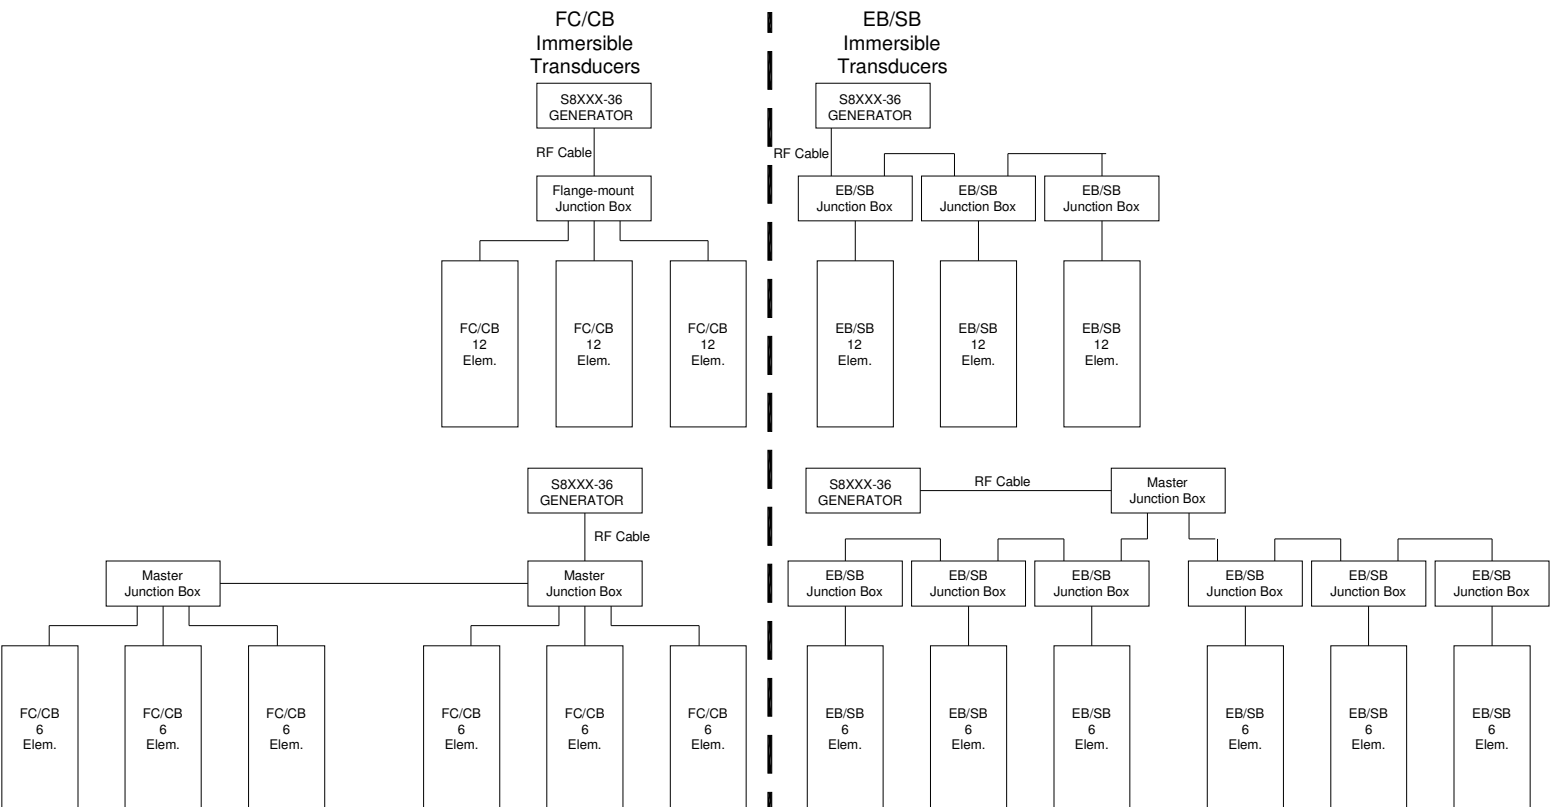 FC/CB
Immersible
Transducers
S8XXX-36
GENERATOR
RF Cable
Flange-mount
Junction Box
FC/CB
12
Elem.
FC/CB
12
Elem.
FC/CB
12
Elem.
EB/SB
Immersible
Transducers
S8XXX-36
GENERATOR
RF Cable
EB/SB
Junction Box
EB/SB
Junction Box
EB/SB
Junction Box
EB/SB
12
Elem.
EB/SB
12
Elem.
EB/SB
12
Elem.
S8XXX-36
GENERATOR
RF Cable
Master
Junction Box
Master
Junction Box
FC/CB
6
Elem.
FC/CB
6
Elem.
FC/CB
6
Elem.
FC/CB
6
Elem.
FC/CB
6
Elem.
FC/CB
6
Elem.
S8XXX-36
GENERATOR
RF Cable
Master
Junction Box
EB/SB
Junction Box
EB/SB
Junction Box
EB/SB
Junction Box
EB/SB
Junction Box
EB/SB
Junction Box
EB/SB
Junction Box
EB/SB
6
Elem.
EB/SB
6
Elem.
EB/SB
6
Elem.
EB/SB
6
Elem.
EB/SB
6
Elem.
EB/SB
6
Elem.